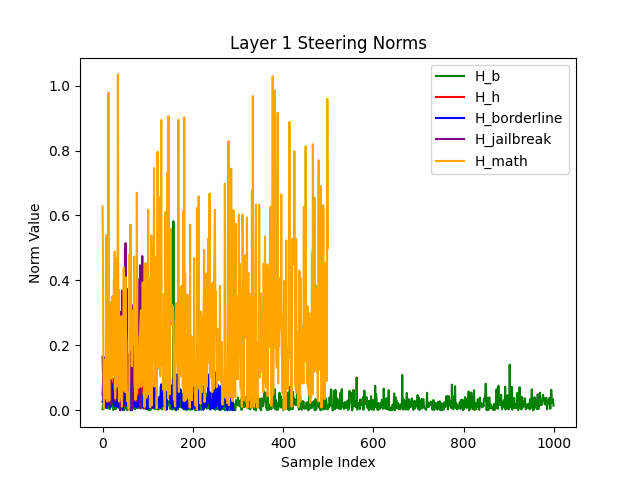 Layer 1 Steering Norms
H_b
H_h
H_borderline
H_jailbreak
H_math
Norm Value
1.0
0.8
0.6
0.4
0.2
0.0
0 200 400 600 800 1000
Sample Index